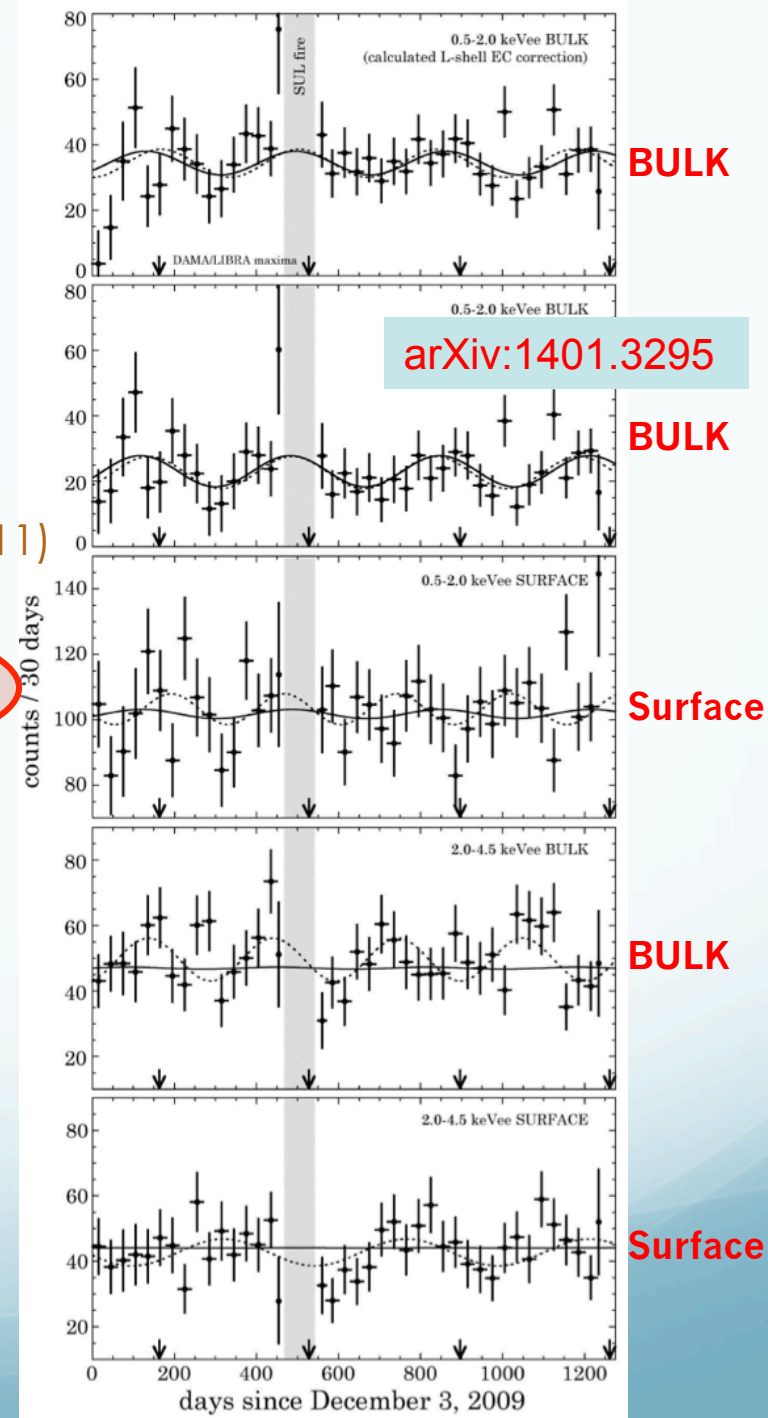 80
60
40
20
0
0.5-2.0 keVee BULK
(calculated L-shell EC correction)
SUL fire
DAMA/LIBRA maxima
BULK
80
60
40
20
0
0.5-2.0 keVee BULK
arXiv:1401.3295
BULK
11)
140
120
100
80
0.5-2.0 keVee SURFACE
Surface
counts / 30 days
80
60
40
20
2.0-4.5 keVee BULK
BULK
80
60
40
20
2.0-4.5 keVee SURFACE
Surface
0 200 400 600 800 1000 1200
days since December 3, 2009